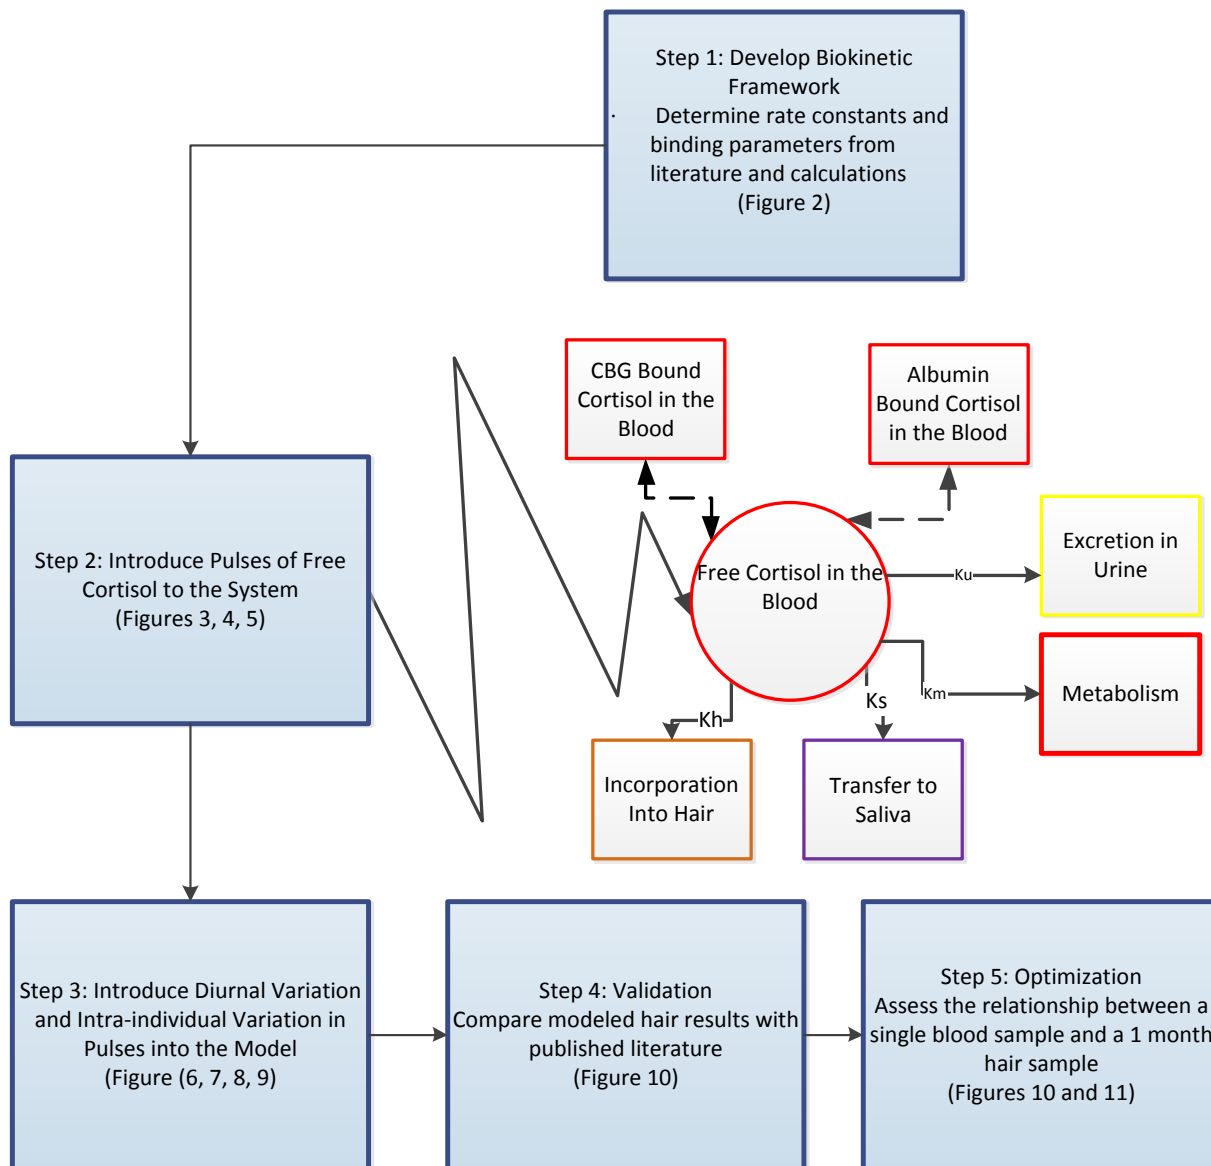 Step 1: Develop Biokinetic
Framework
· Determine rate constants and
binding parameters from
literature and calculations
(Figure 2)
CBG Bound
Cortisol in the
Blood
Albumin
Bound Cortisol
in the Blood
Step 2: Introduce Pulses of Free
Cortisol to the System
(Figures 3, 4, 5)
Free Cortisol in the
Blood
Ku
Excretion in
Urine
Km
Metabolism
Ks
Kh
Incorporation
Into Hair
Transfer to
Saliva
Step 3: Introduce Diurnal Variation
and Intra-individual Variation in
Pulses into the Model
(Figure (6, 7, 8, 9)
Step 4: Validation
Compare modeled hair results with
published literature
(Figure 10)
Step 5: Optimization
Assess the relationship between a
single blood sample and a 1 month
hair sample
(Figures 10 and 11)